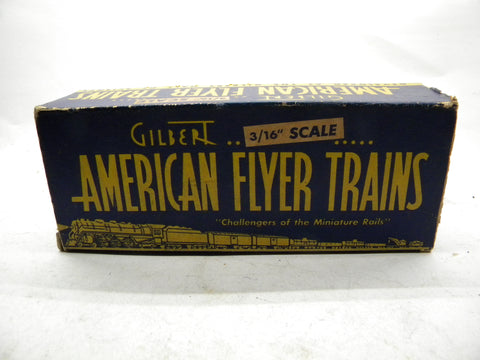 AMERICAN FLYER TRAINS
GILBERT .. 3/16" SCALE .....
AMERICAN FLYER TRAINS
"Challengers of the Miniature Rails"